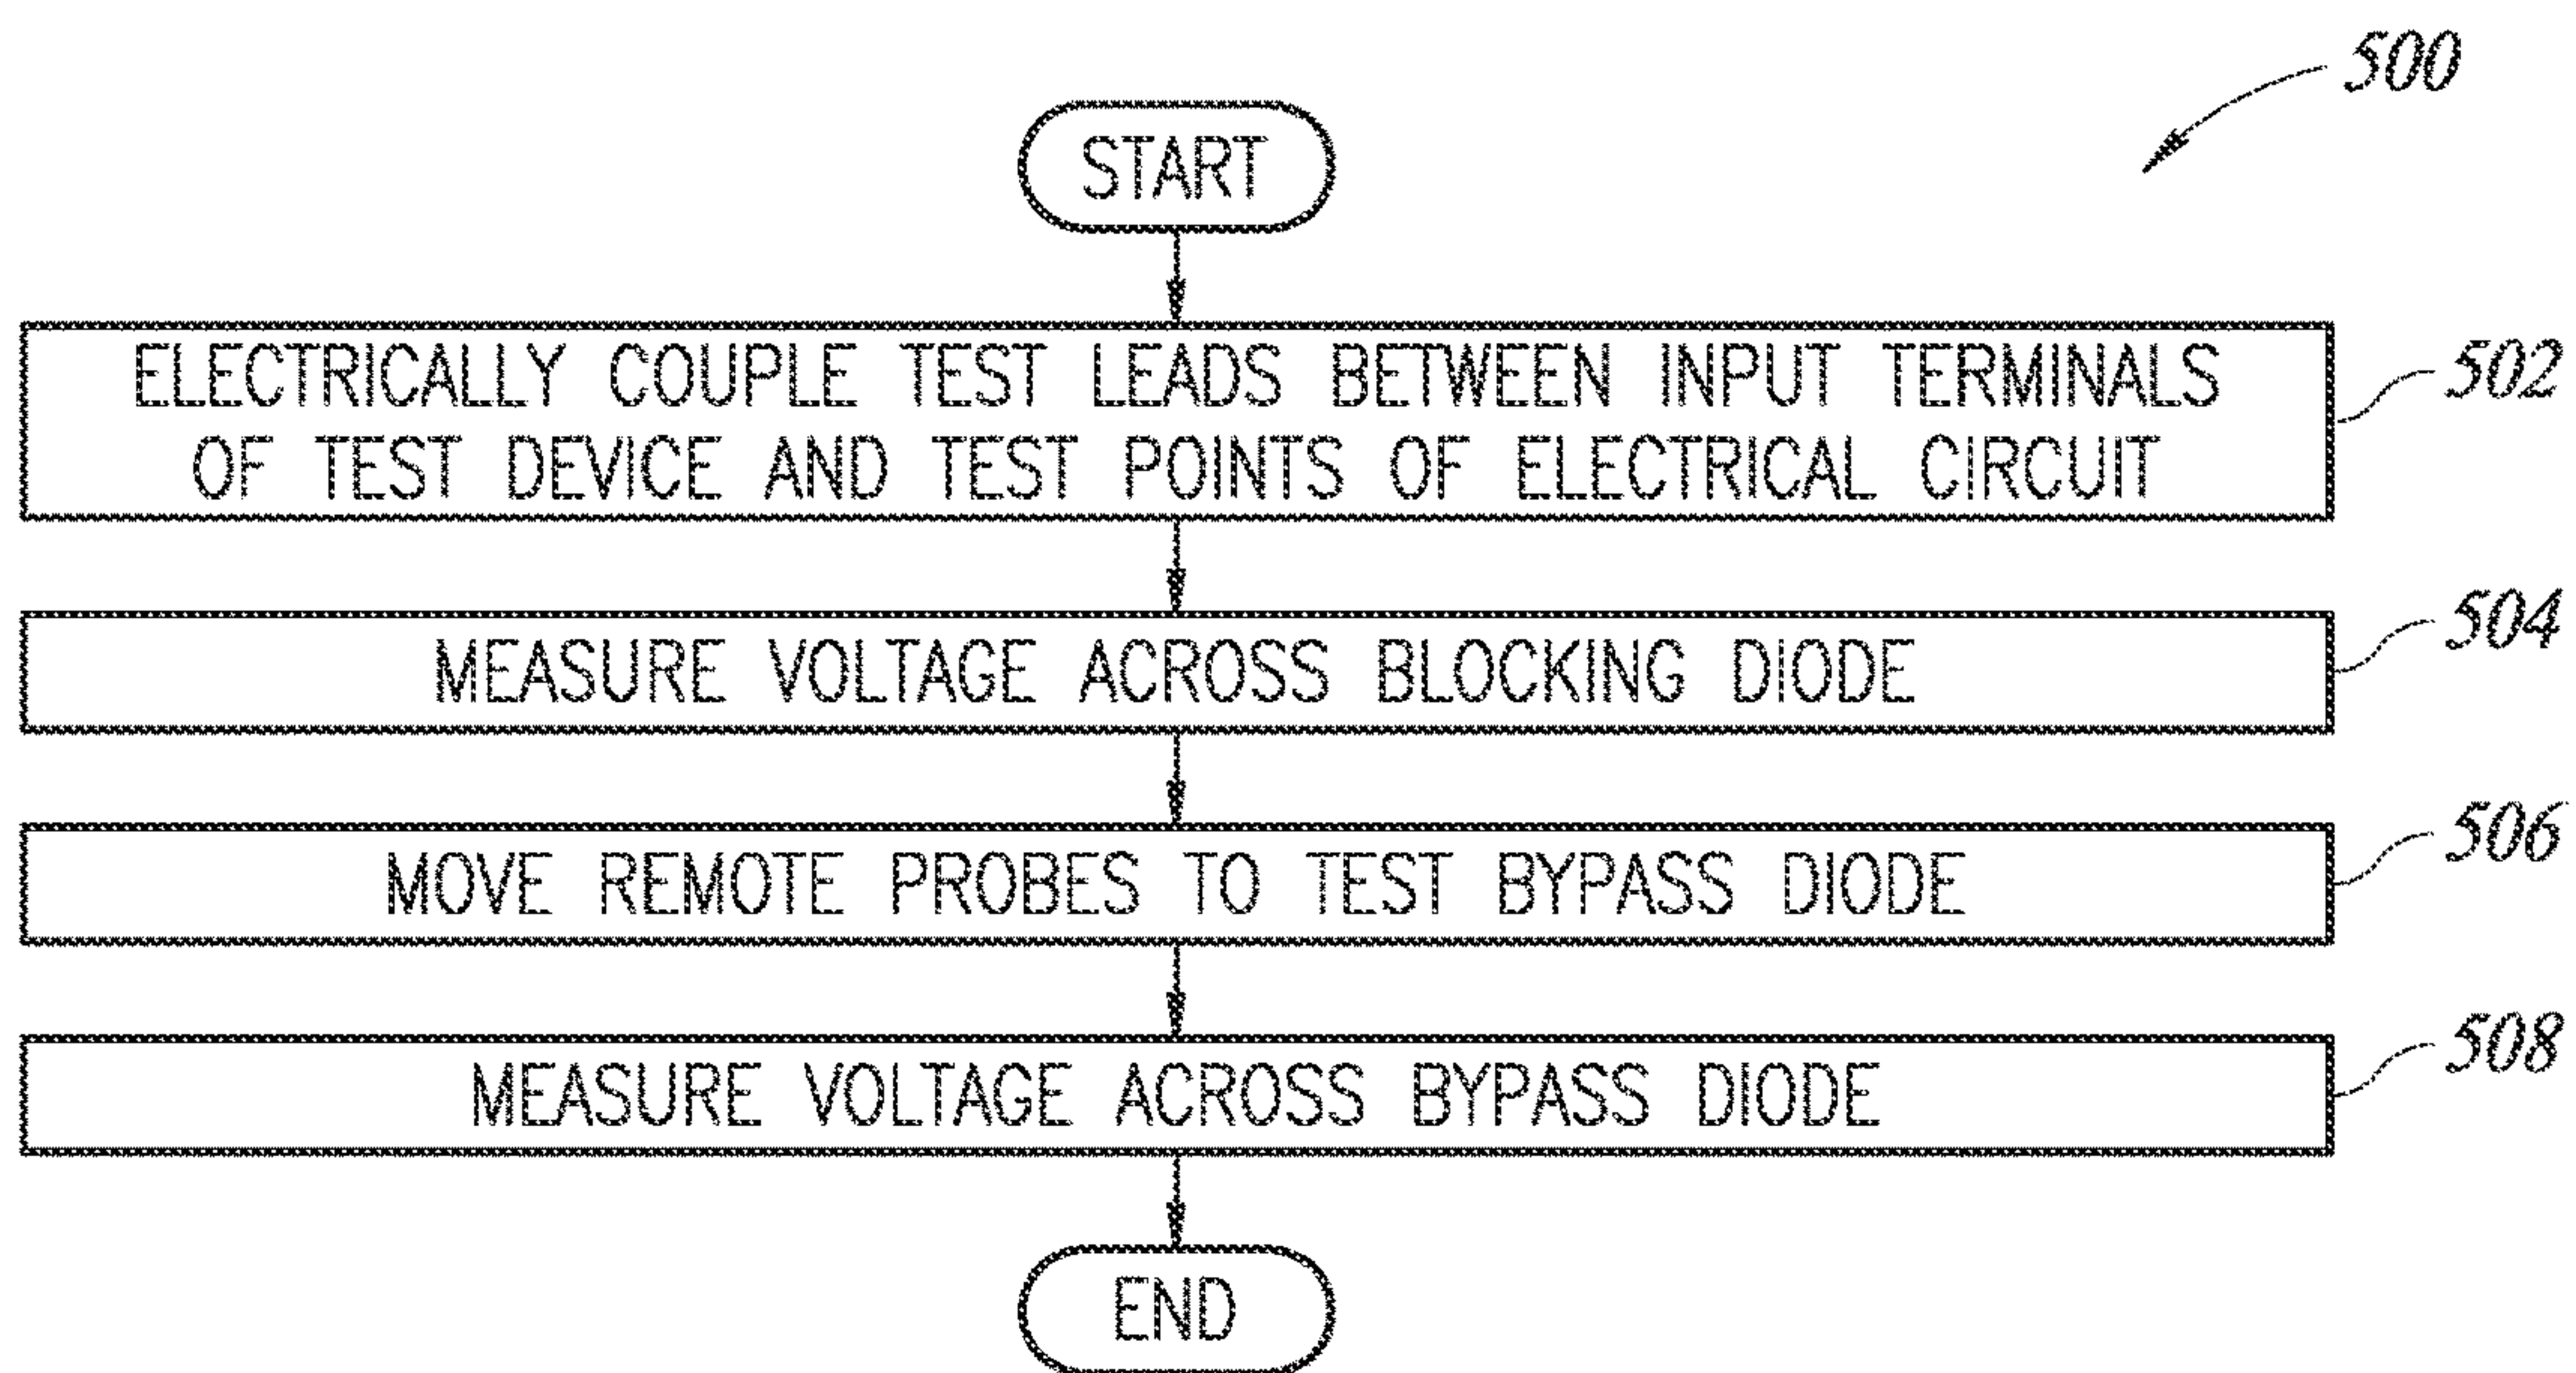 500
START
ELECTRICALLY COUPLE TEST LEADS BETWEEN INPUT TERMINALS
OF TEST DEVICE AND TEST POINTS OF ELECTRICAL CIRCUIT
502
MEASURE VOLTAGE ACROSS BLOCKING DIODE
504
MOVE REMOTE PROBES TO TEST BYPASS DIODE
506
MEASURE VOLTAGE ACROSS BYPASS DIODE
508
END